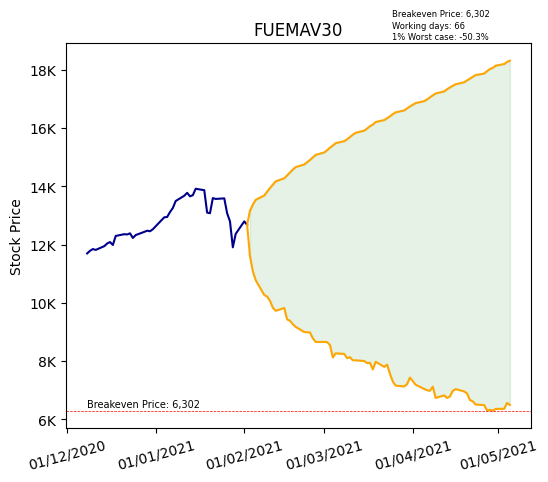 Breakeven Price: 6,302
Working days: 66
1% Worst case: -50.3%
FUEMAV30
Stock Price
18K
16K
14K
12K
10K
8K
6K
Breakeven Price: 6,302
01/12/2020
01/01/2021
01/02/2021
01/03/2021
01/04/2021
01/05/2021